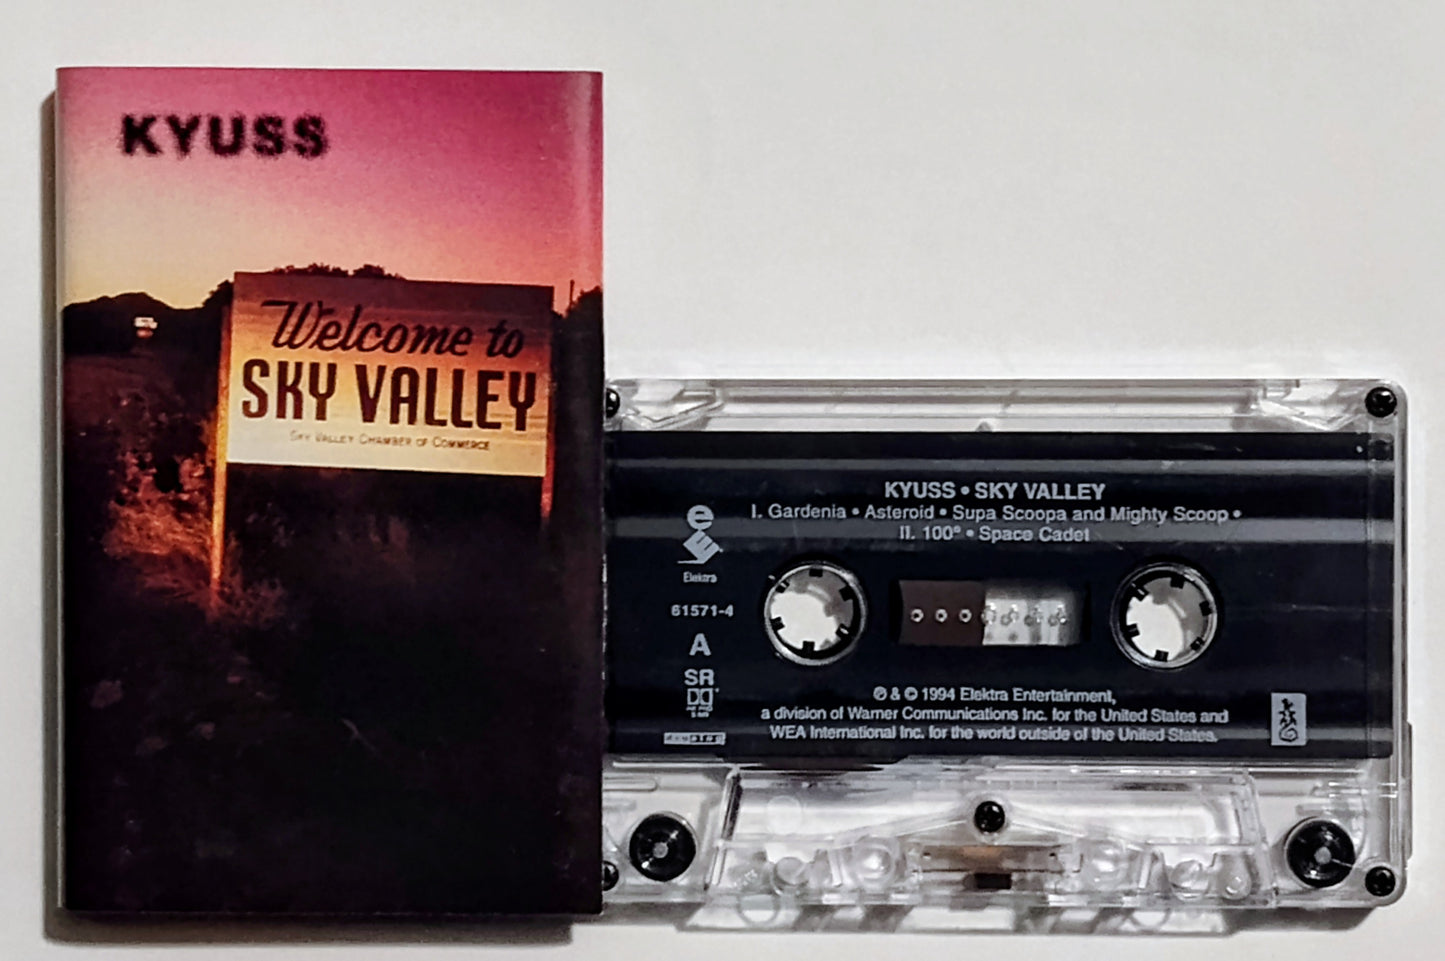 KYUSS
Welcome to
SKY VALLEY
SKY VALLEY CHAMBER OF COMMERCE
KYUSS • SKY VALLEY
I. Gardenia • Asteroid • Supa Scoopa and Mighty Scoop •
II. 100° • Space Cadet
e
Elektra
61571-4
A
SR
℗ & © 1994 Elektra Entertainment,
a division of Warner Communications Inc. for the United States and
WEA International Inc. for the world outside of the United States.